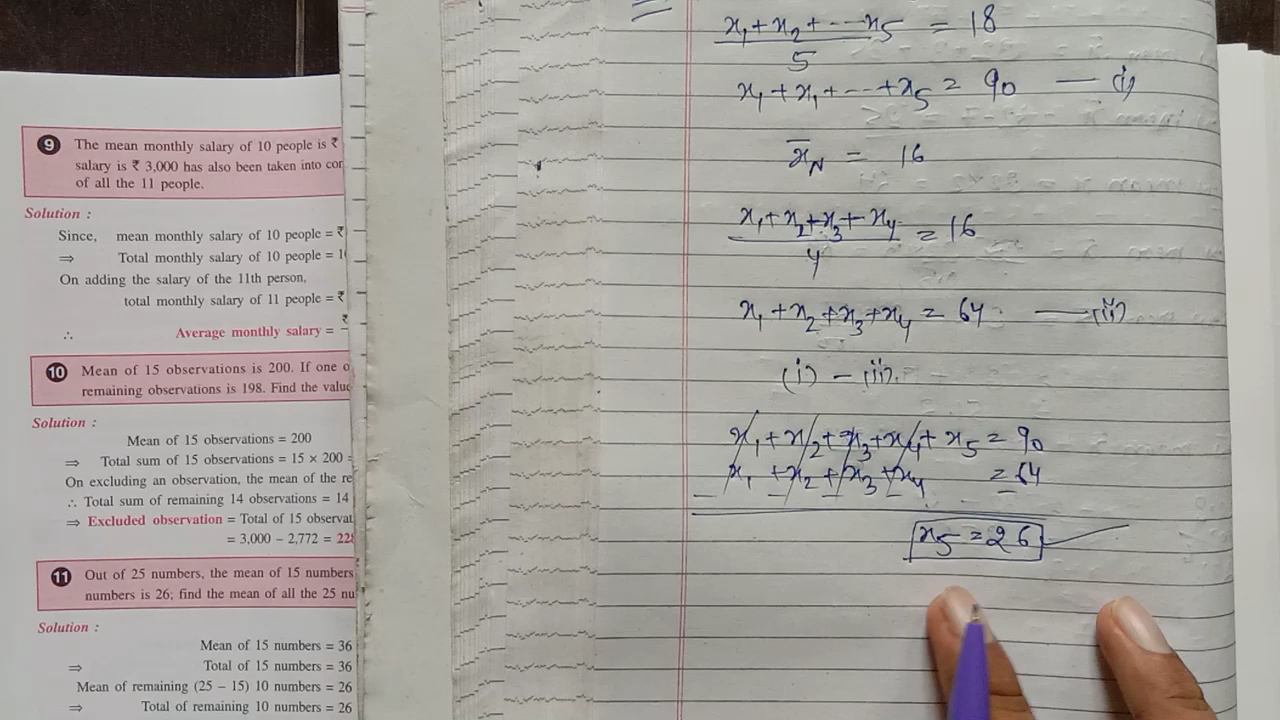 9 The mean monthly salary of 10 people is ₹
salary is ₹ 3,000 has also been taken into
of all the 11 people.
Solution :
Since, mean monthly salary of 10 people = ₹
⇒ Total monthly salary of 10 people =
On adding the salary of the 11th person,
total monthly salary of 11 people = ₹
∴ Average monthly salary = ₹
10 Mean of 15 observations is 200. If one
remaining observations is 198. Find the
Solution :
Mean of 15 observations = 200
⇒ Total sum of 15 observations = 15 × 200 =
On excluding an observation, the mean of the
∴ Total sum of remaining 14 observations = 14
⇒ Excluded observation = Total of 15
= 3,000 – 2,772 = 228
11 Out of 25 numbers, the mean of 15 numbers
numbers is 26; find the mean of all the 25
Solution :
Mean of 15 numbers = 36
⇒ Total of 15 numbers = 36
Mean of remaining (25 – 15) 10 numbers = 26
⇒ Total of remaining 10 numbers = 26
x₁ + x₂ + --- x₅ = 18
5
x₁ + x₁ + --- + x₅ = 90 — (i)
x̄N = 16
x₁ + x₂ + x₃ + x₄ = 16
4
x₁ + x₂ + x₃ + x₄ = 64 — (ii)
(i) – (ii)
x₁ + x₂ + x₃ + x₄ + x₅ = 90
x₁ + x₂ + x₃ + x₄ = 64
x₅ = 26